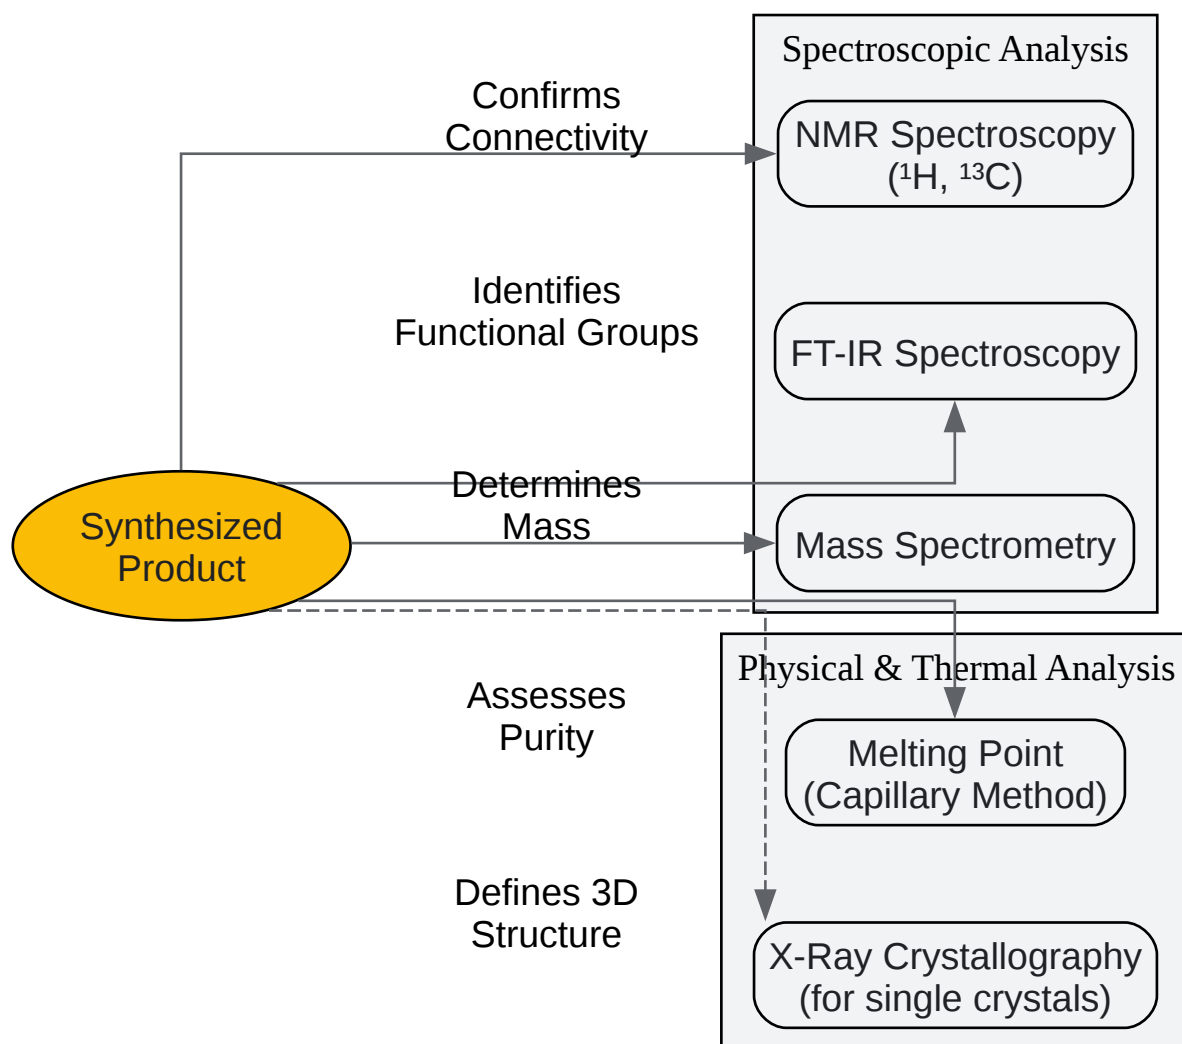 Spectroscopic Analysis
Confirms
Connectivity
NMR Spectroscopy
(¹H, ¹³C)
Identifies
Functional Groups
FT-IR Spectroscopy
Determines
Mass
Mass Spectrometry
Synthesized
Product
Physical & Thermal Analysis
Assesses
Purity
Melting Point
(Capillary Method)
Defines 3D
Structure
X-Ray Crystallography
(for single crystals)